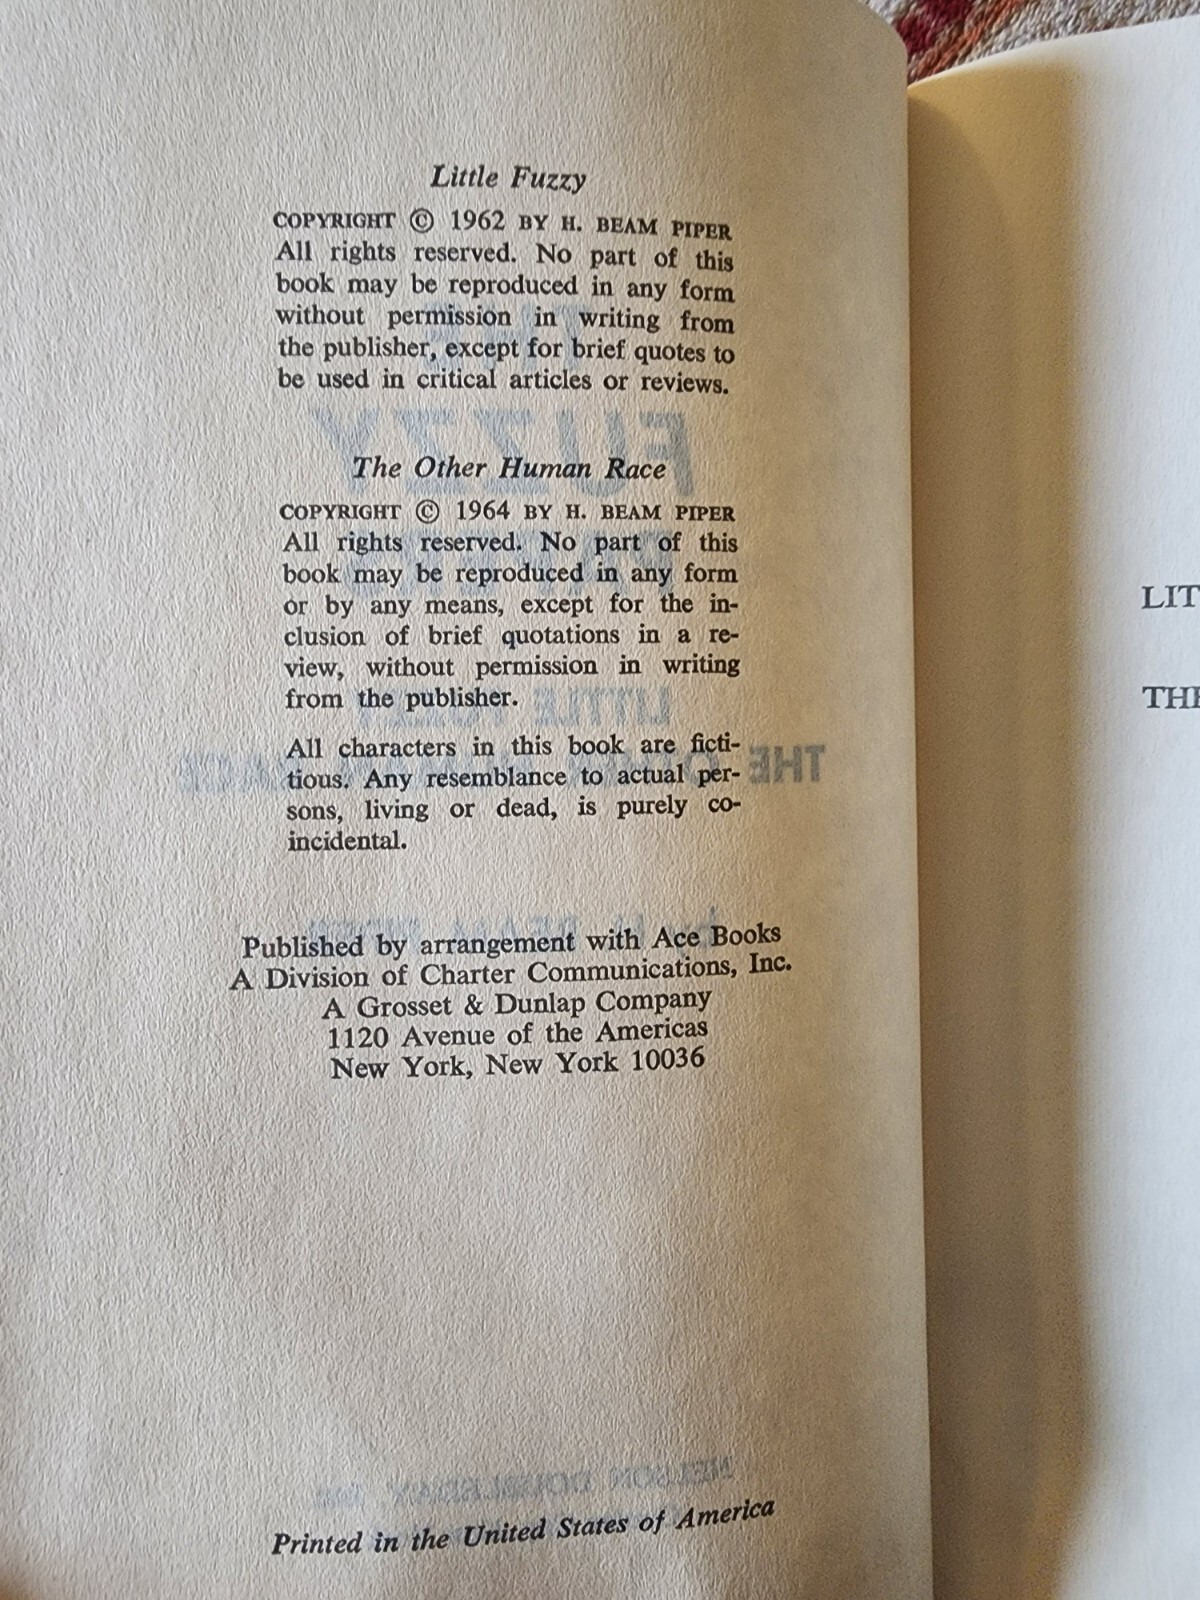 Little Fuzzy
COPYRIGHT © 1962 BY H. BEAM PIPER
All rights reserved. No part of this
book may be reproduced in any form
without permission in writing from
the publisher, except for brief quotes to
be used in critical articles or reviews.
The Other Human Race
COPYRIGHT © 1964 BY H. BEAM PIPER
All rights reserved. No part of this
book may be reproduced in any form
or by any means, except for the in-
clusion of brief quotations in a re-
view, without permission in writing
from the publisher.
All characters in this book are ficti-
tious. Any resemblance to actual per-
sons, living or dead, is purely co-
incidental.
Published by arrangement with Ace Books
A Division of Charter Communications, Inc.
A Grosset & Dunlap Company
1120 Avenue of the Americas
New York, New York 10036
Printed in the United States of America
LIT
THE